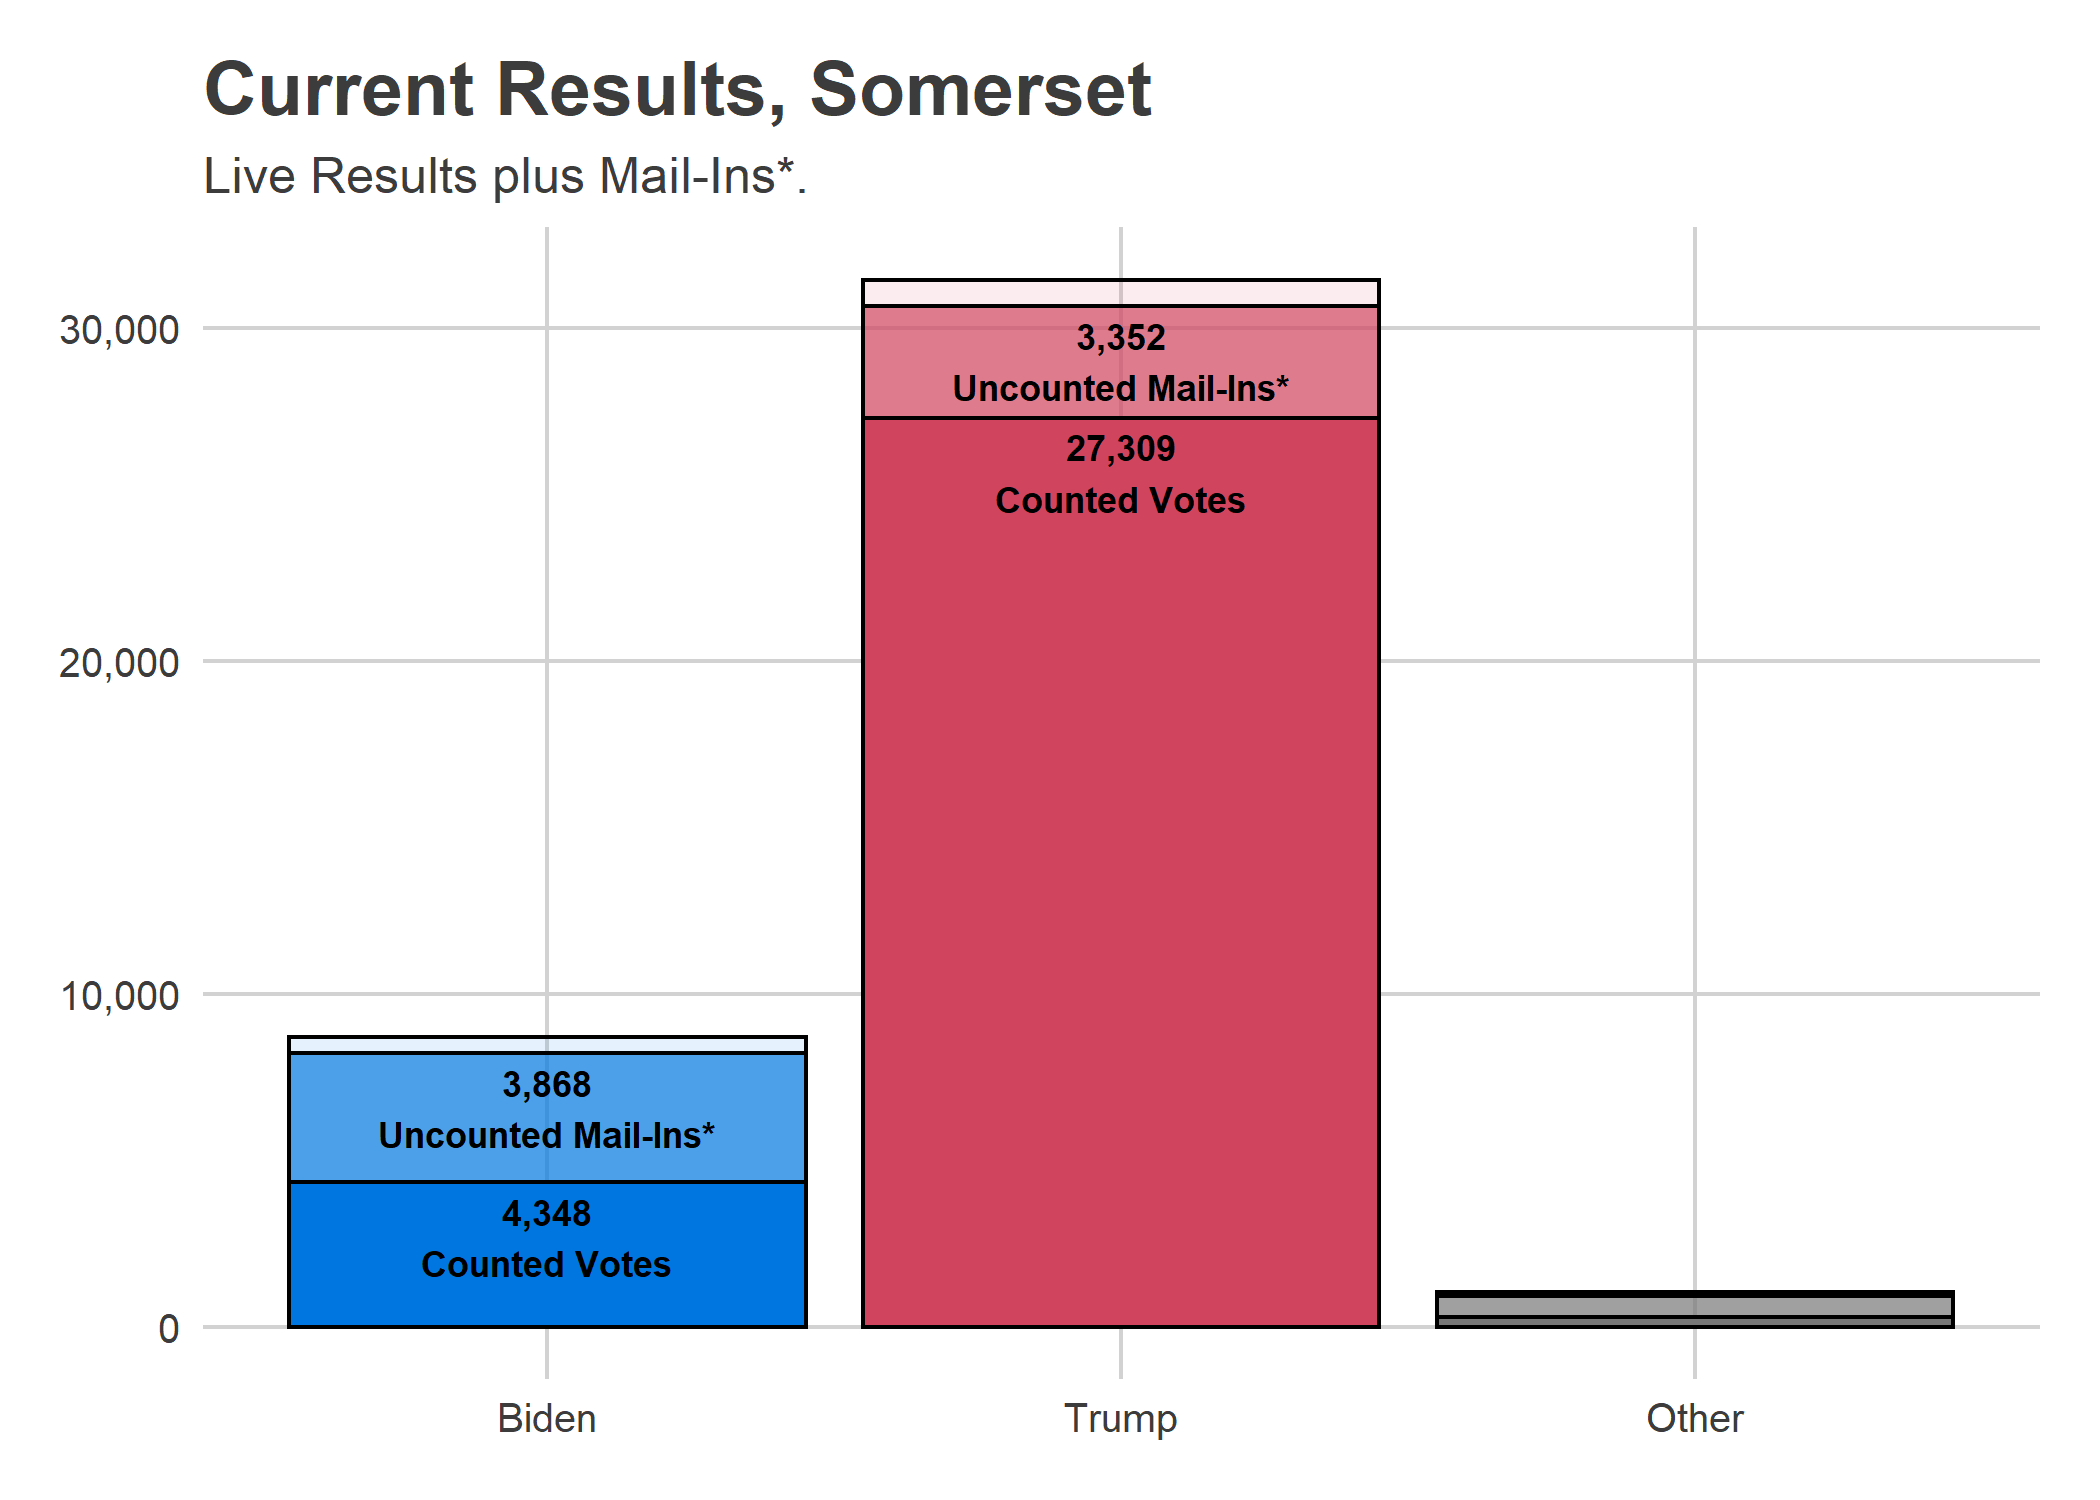 Current Results, Somerset
Live Results plus Mail-Ins*.
30,000
20,000
10,000
0
3,352
Uncounted Mail-Ins*
27,309
Counted Votes
3,868
Uncounted Mail-Ins*
4,348
Counted Votes
Biden
Trump
Other